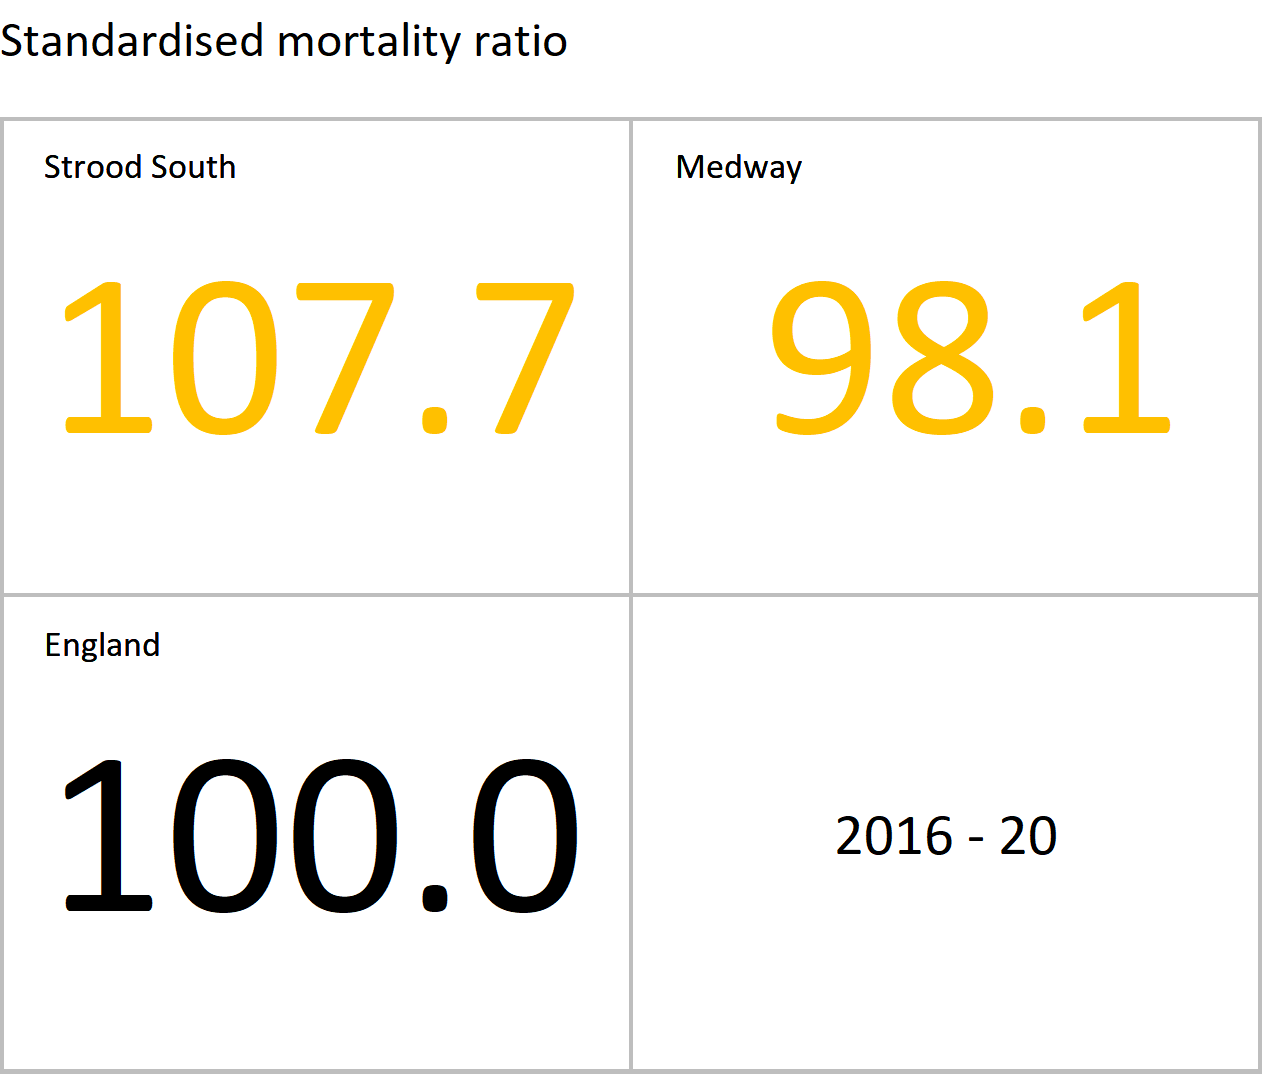 Standardised mortality ratio
Strood South
107.7
Medway
98.1
England
100.0
2016 - 20